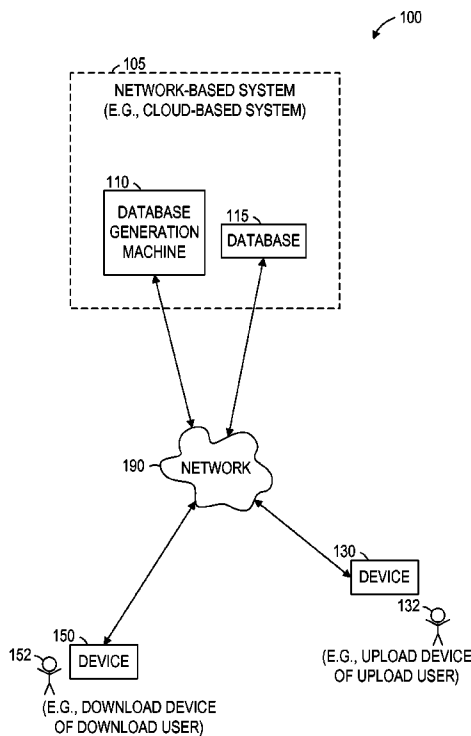 100
105
NETWORK-BASED SYSTEM
(E.G., CLOUD-BASED SYSTEM)
110
DATABASE
GENERATION
MACHINE
115
DATABASE
190
NETWORK
130
DEVICE
132
(E.G., UPLOAD DEVICE
OF UPLOAD USER)
150
152
DEVICE
(E.G., DOWNLOAD DEVICE
OF DOWNLOAD USER)